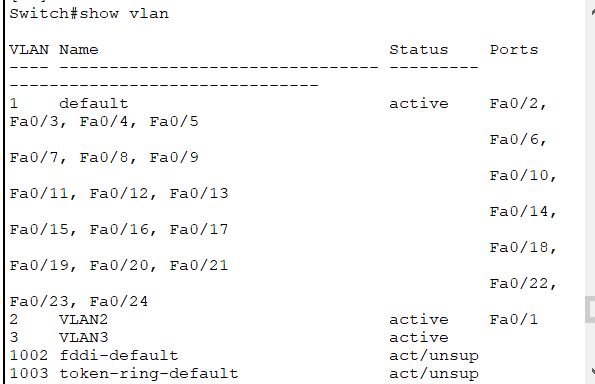 Switch#show vlan
VLAN Name Status Ports
---- -------------------------------- ---------
-------------------------------
1 default active Fa0/2,
Fa0/3, Fa0/4, Fa0/5
Fa0/6,
Fa0/7, Fa0/8, Fa0/9
Fa0/10,
Fa0/11, Fa0/12, Fa0/13
Fa0/14,
Fa0/15, Fa0/16, Fa0/17
Fa0/18,
Fa0/19, Fa0/20, Fa0/21
Fa0/22,
Fa0/23, Fa0/24
2 VLAN2 active Fa0/1
3 VLAN3 active
1002 fddi-default act/unsup
1003 token-ring-default act/unsup